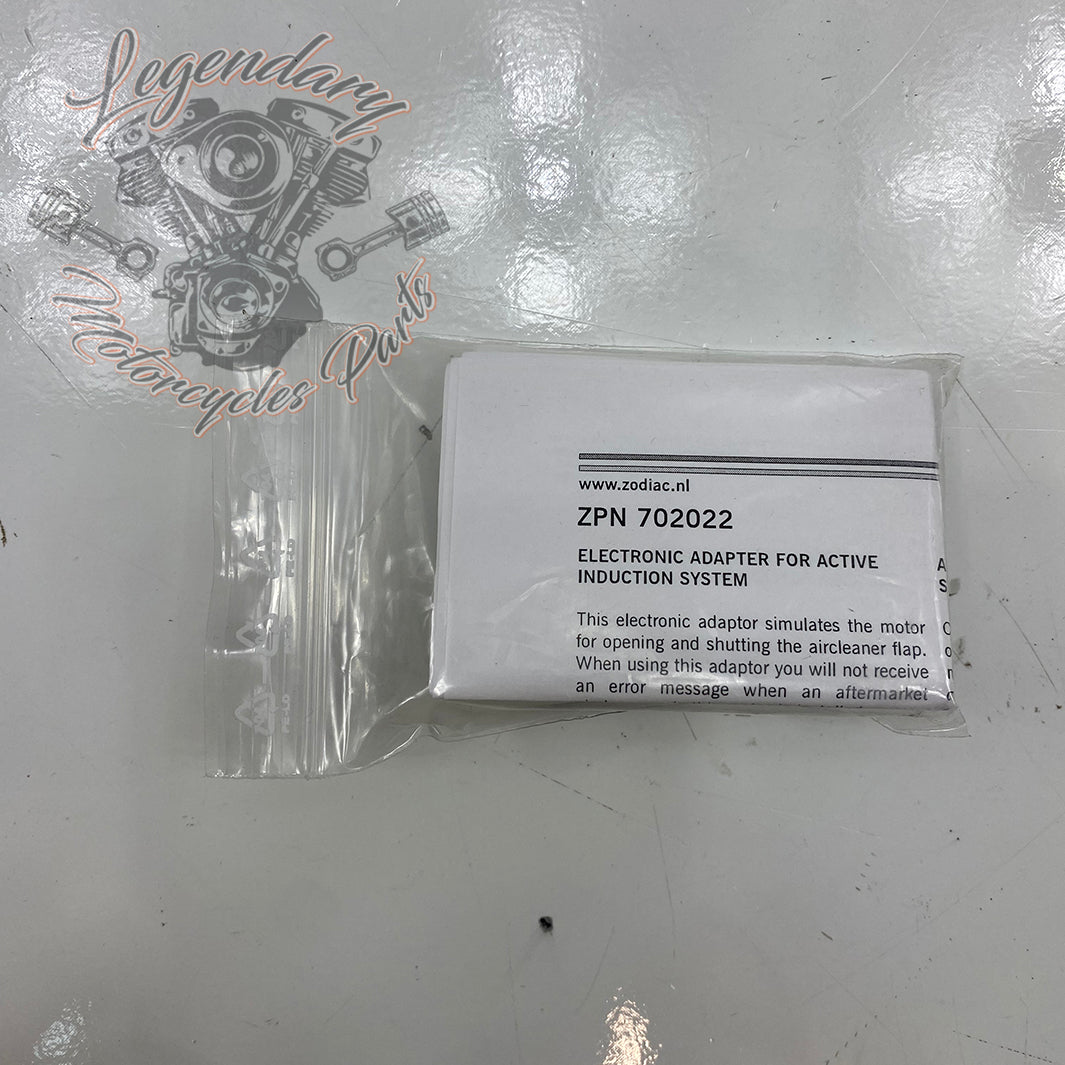 Legendary
Motorcycles Parts
www.zodiac.nl
ZPN 702022
ELECTRONIC ADAPTER FOR ACTIVE
INDUCTION SYSTEM
This electronic adaptor simulates the motor
for opening and shutting the aircleaner flap.
When using this adaptor you will not receive
an error message when an aftermarket